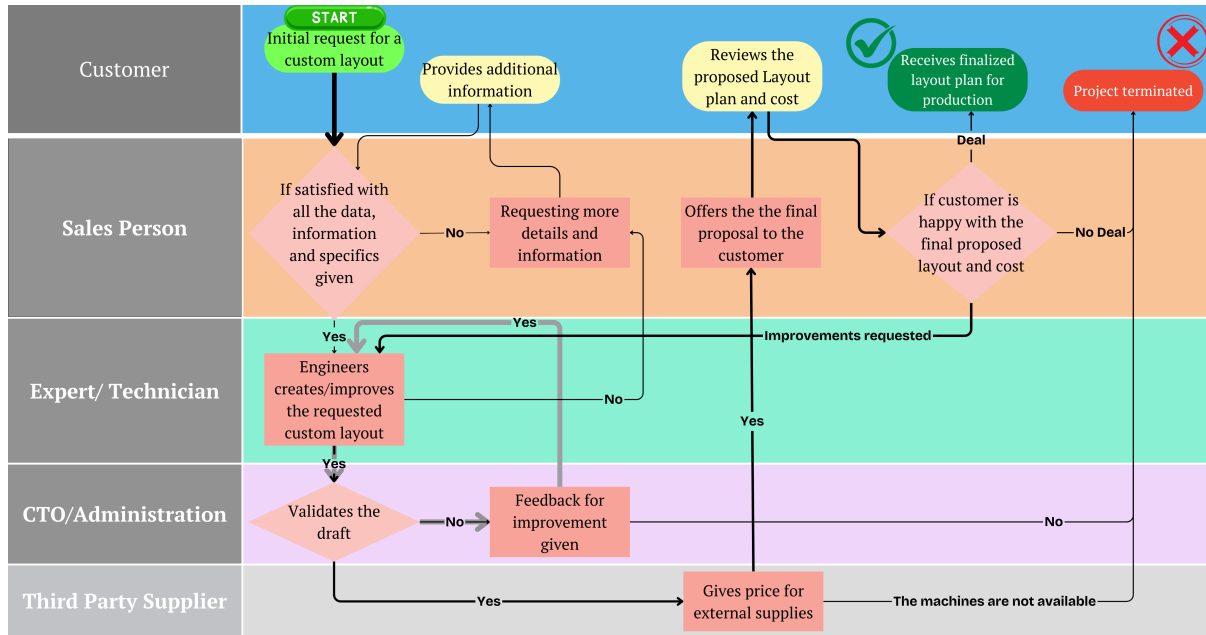 START
Initial request for a
custom layout
Customer
Provides additional
information
Reviews the
proposed Layout
plan and cost
Receives finalized
layout plan for
production
Project terminated
Deal
Sales Person
If satisfied with
all the data,
information
and specifics
given
No
Requesting more
details and
information
Offers the the final
proposal to the
customer
If customer is
happy with the
final proposed
layout and cost
No Deal
Yes
Yes
Improvements requested
Expert/ Technician
Engineers
creates/improves
the requested
custom layout
No
Yes
Yes
CTO/Administration
Validates the
draft
No
Feedback for
improvement
given
No
Third Party Supplier
Yes
Gives price for
external supplies
The machines are not available